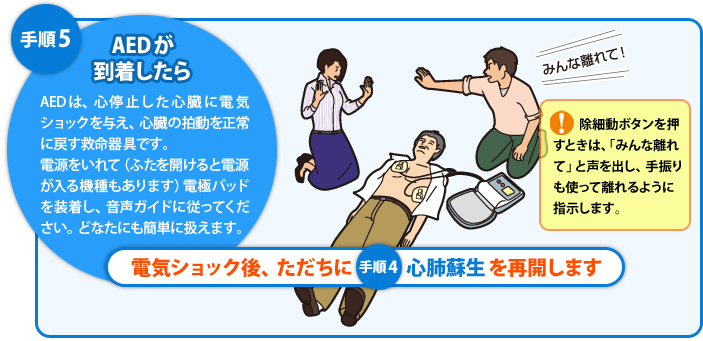 手順5
AEDが
到着したら
AEDは、心停止した心臓に電気
ショックを与え、心臓の拍動を正常
に戻す救命器具です。
電源をいれて（ふたを開けると電源
が入る機種もあります）電極パッド
を装着し、音声ガイドに従ってくだ
さい。どなたにも簡単に扱えます。
みんな離れて！
! 除細動ボタンを押
すときは、「みんな離れ
て」と声を出し、手振り
も使って離れるように
指示します。
電気ショック後、ただちに 手順4 心肺蘇生 を再開します